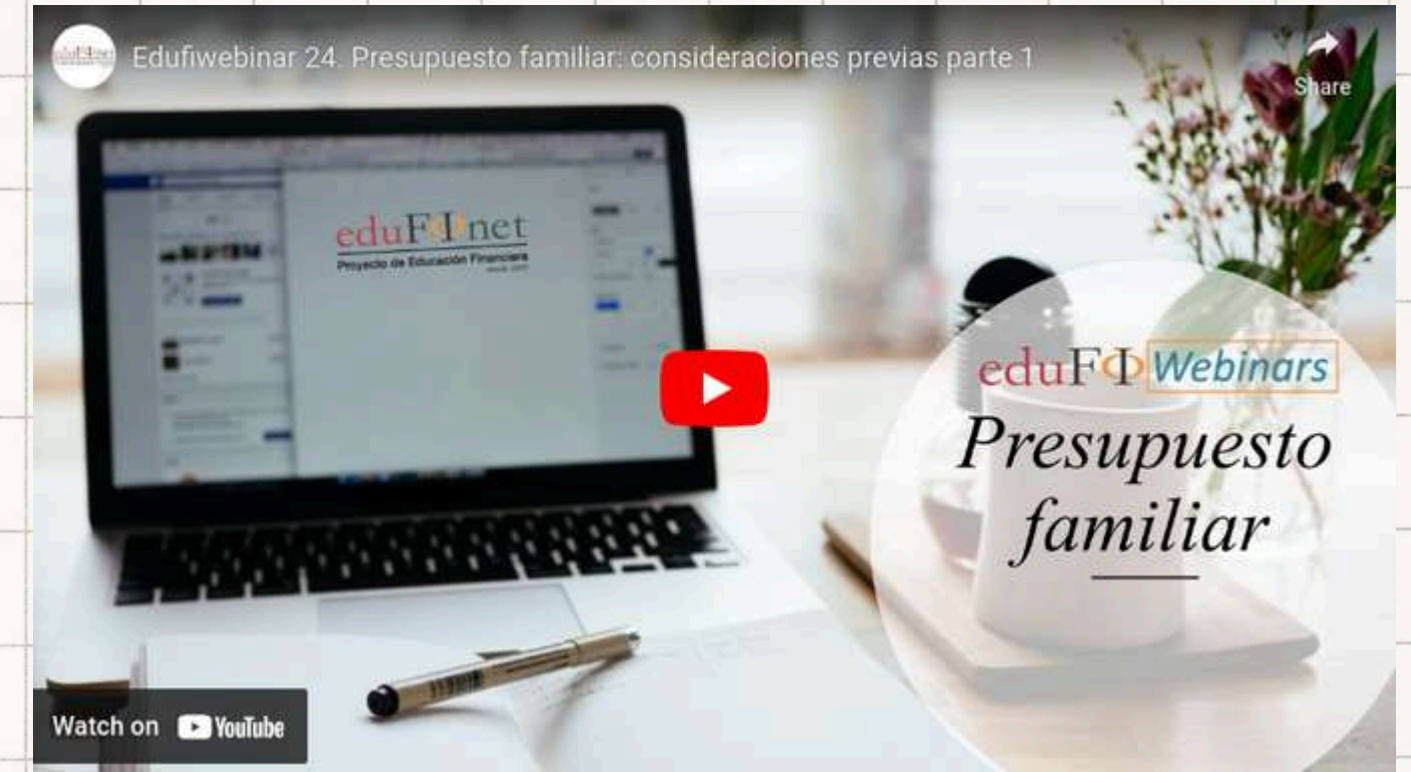 Edufiwebinar 24. Presupuesto familiar: consideraciones previas parte 1
Share
eduFInet
Proyecto de Educación Financiera
eduFΦ Webinars
Presupuesto
familiar
Watch on YouTube